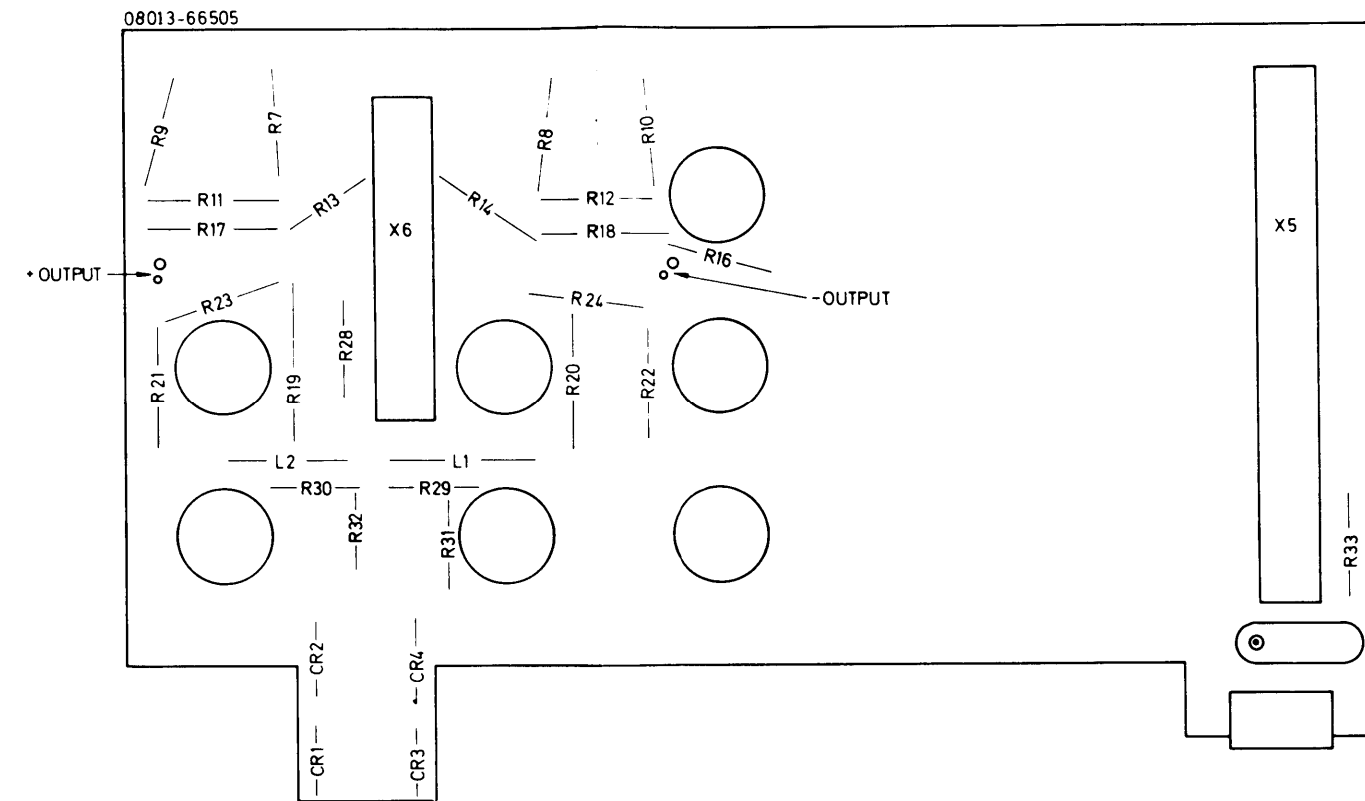 08013-66505
R9
R7
R8
R10
R11
R13
R14
R12
R17
X6
R18
X5
R16
+ OUTPUT
- OUTPUT
R23
R24
R28
R21
R19
R20
R22
L2
L1
R30
R29
R32
R31
R33
CR2
CR4
CR1
CR3